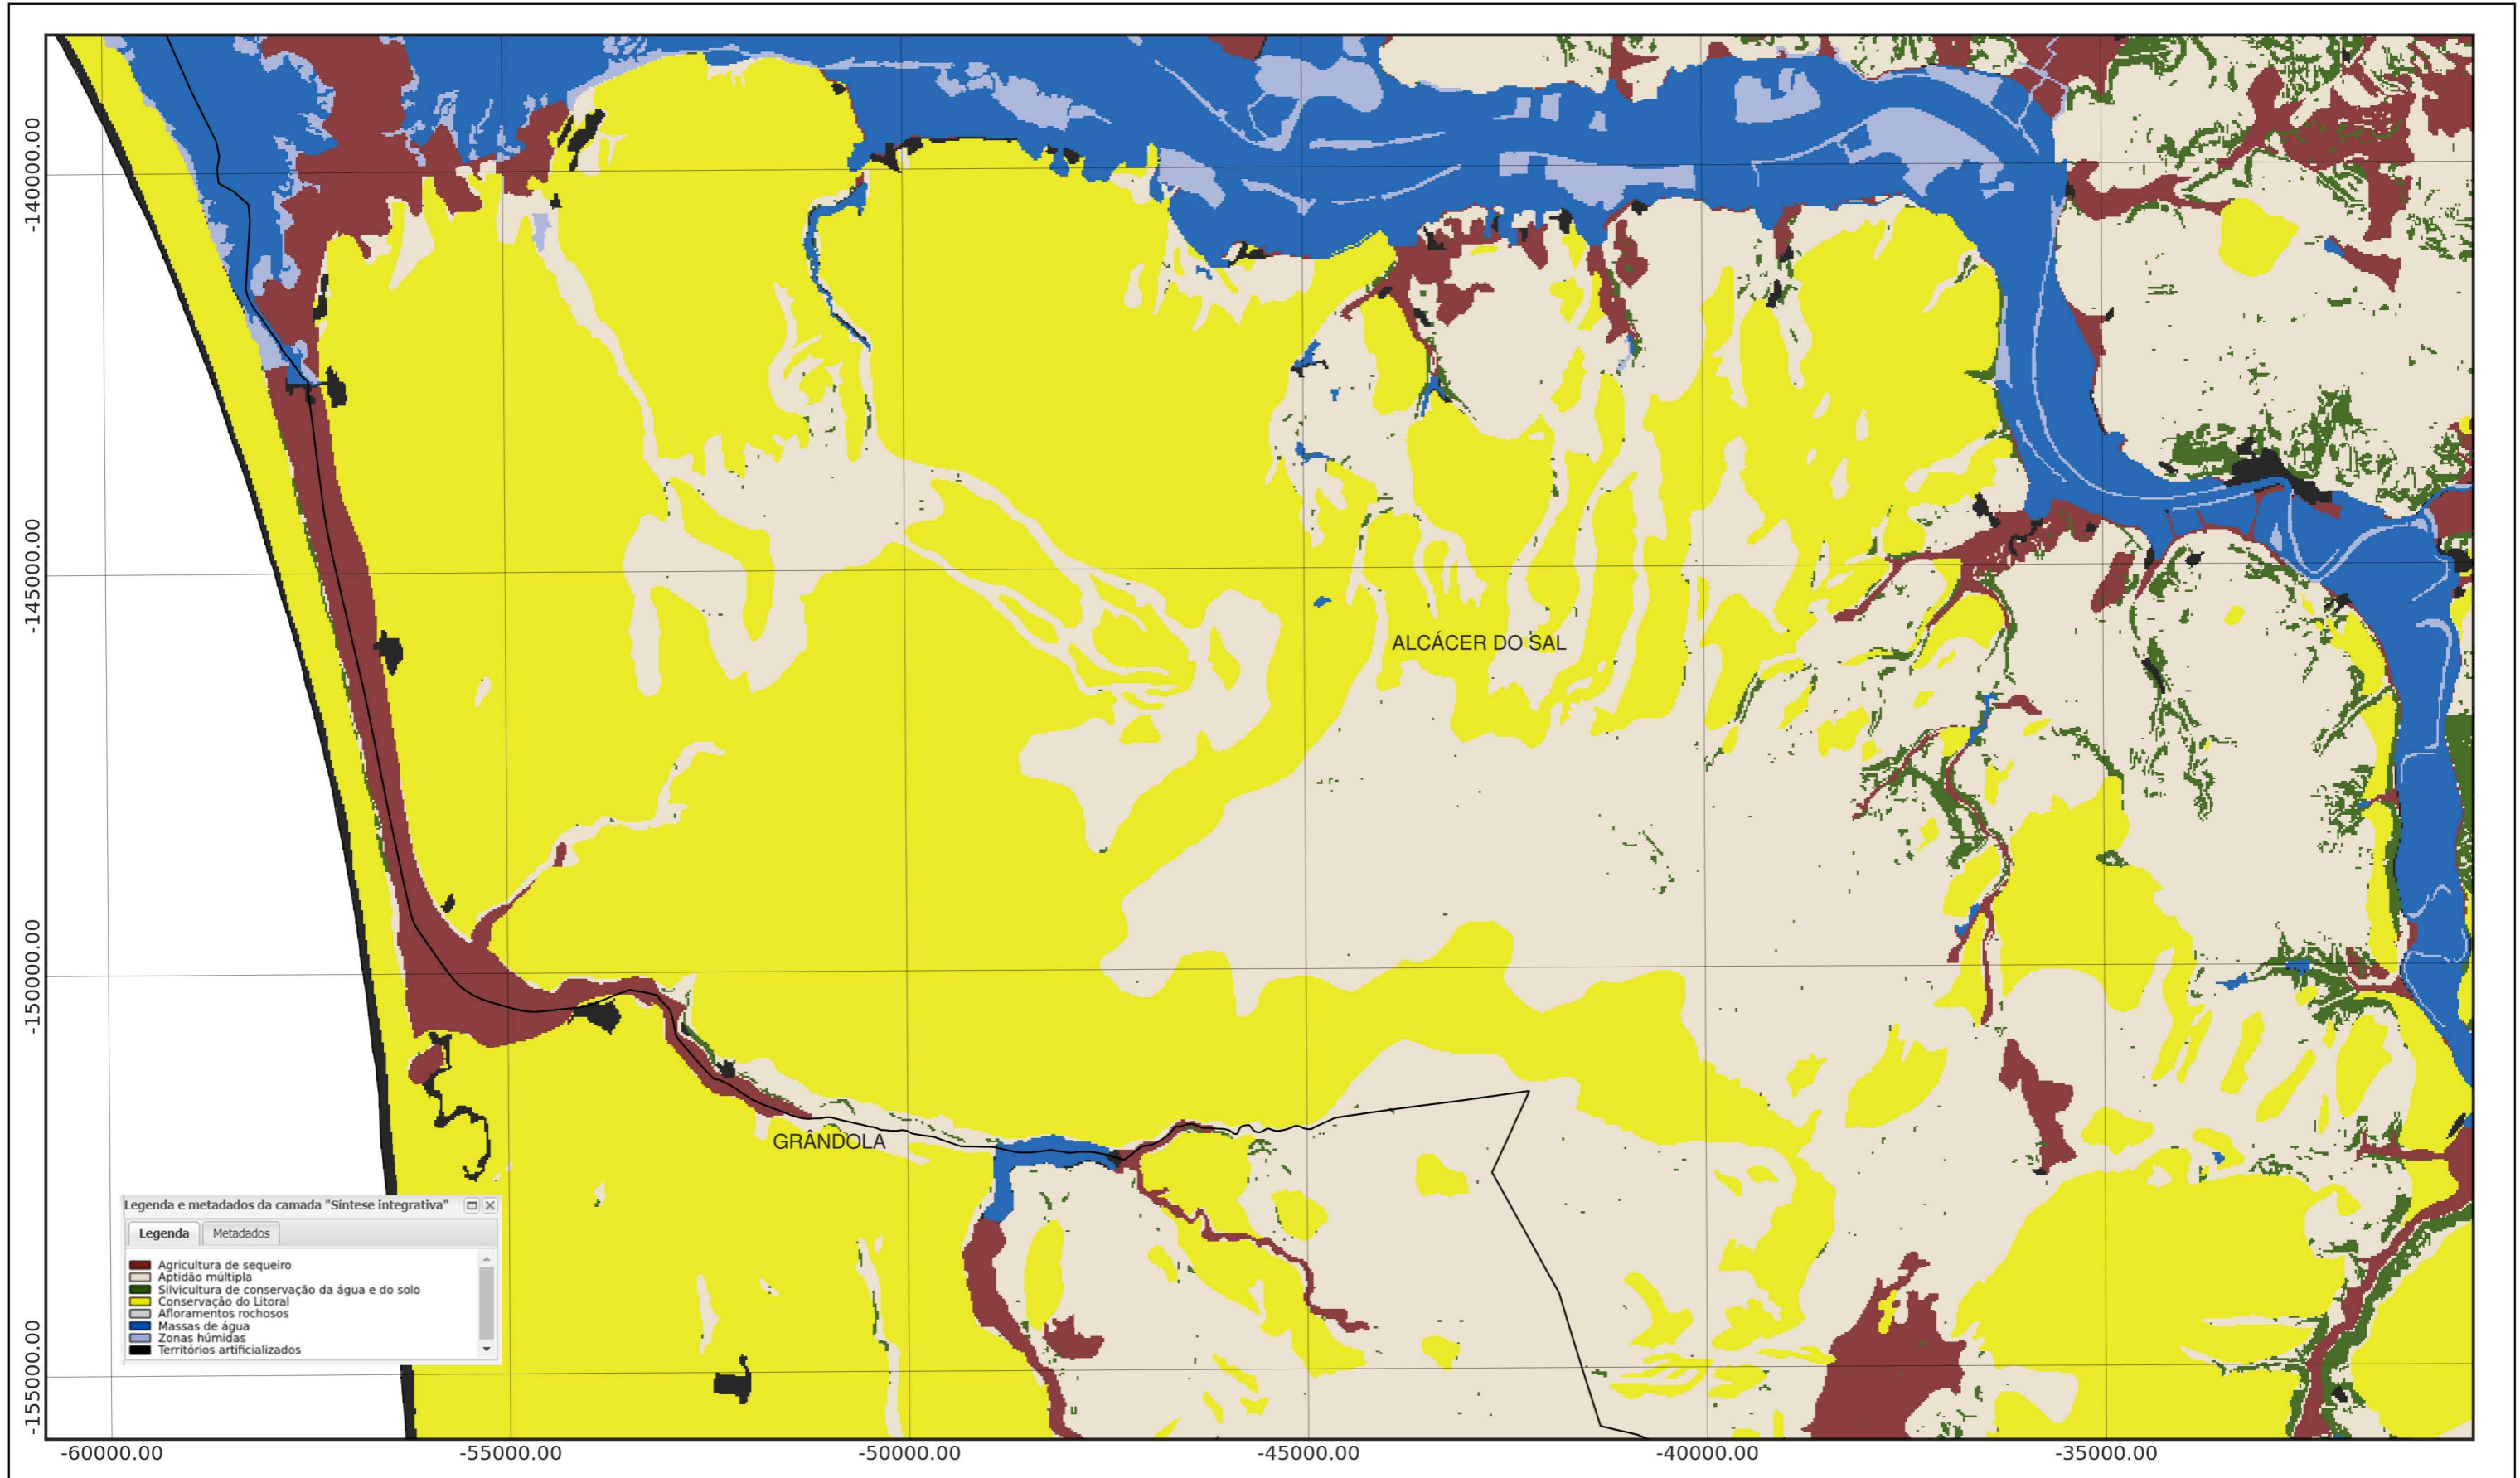 -140000.00
-145000.00
-150000.00
-155000.00
ALCÁCER DO SAL
GRÂNDOLA
Legenda e metadados da camada "Síntese integrativa"
Legenda Metadados
Agricultura de sequeiro
Aptidão múltipla
Silvicultura de conservação da água e do solo
Conservação do Litoral
Afloramentos rochosos
Massas de água
Zonas húmidas
Territórios artificializados
-60000.00 -55000.00 -50000.00 -45000.00 -40000.00 -35000.00